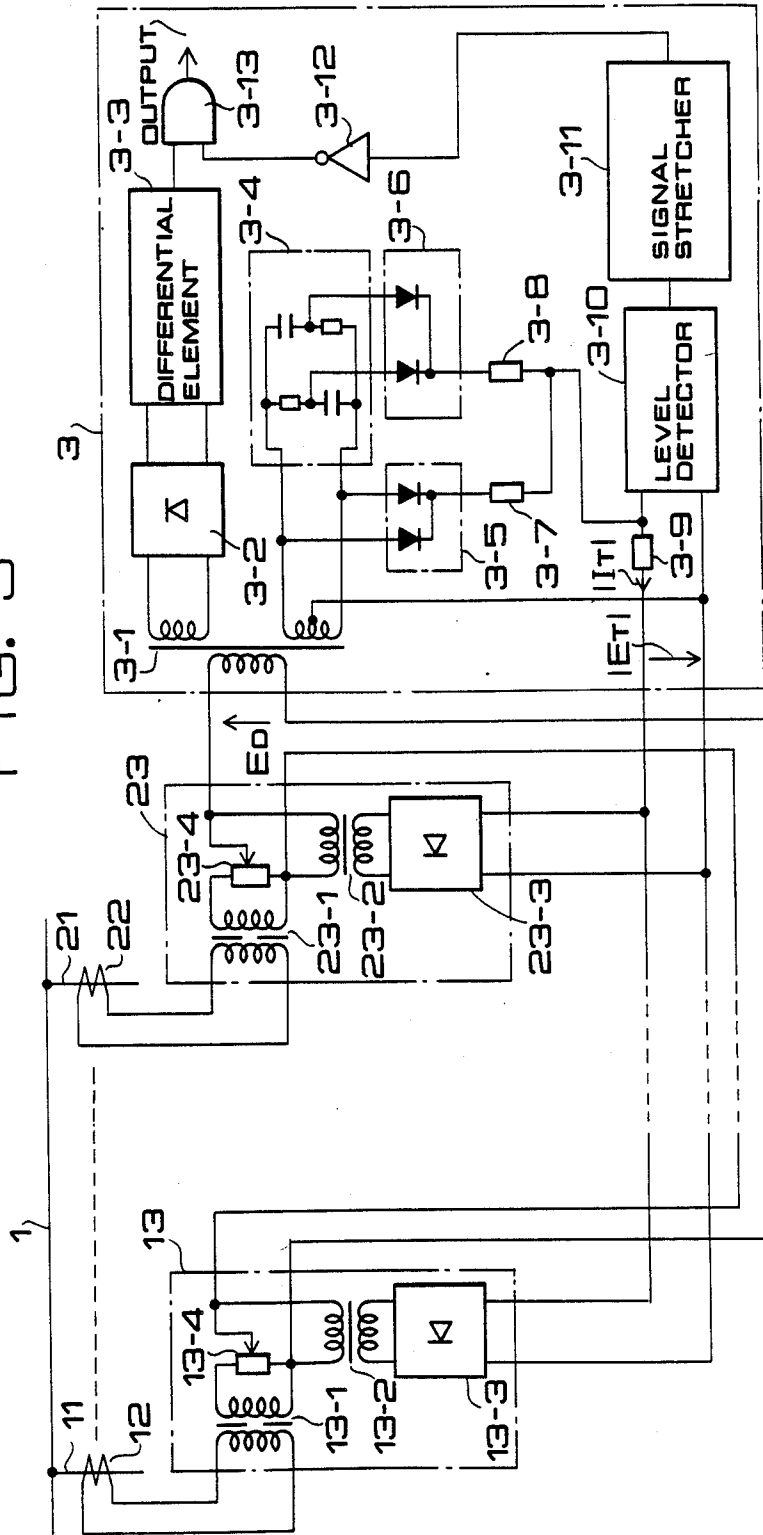 FIG. 3
1
11
12
21
22
13
13-4
13-1
13-2
13-3
23
23-4
23-1
23-2
23-3
ED
|ET|
|IT|
3
3-1
3-2
DIFFERENTIAL
ELEMENT
3-3
OUTPUT
3-13
3-4
3-12
3-5
3-6
3-7
3-8
3-9
LEVEL
DETECTOR
3-10
SIGNAL
STRETCHER
3-11